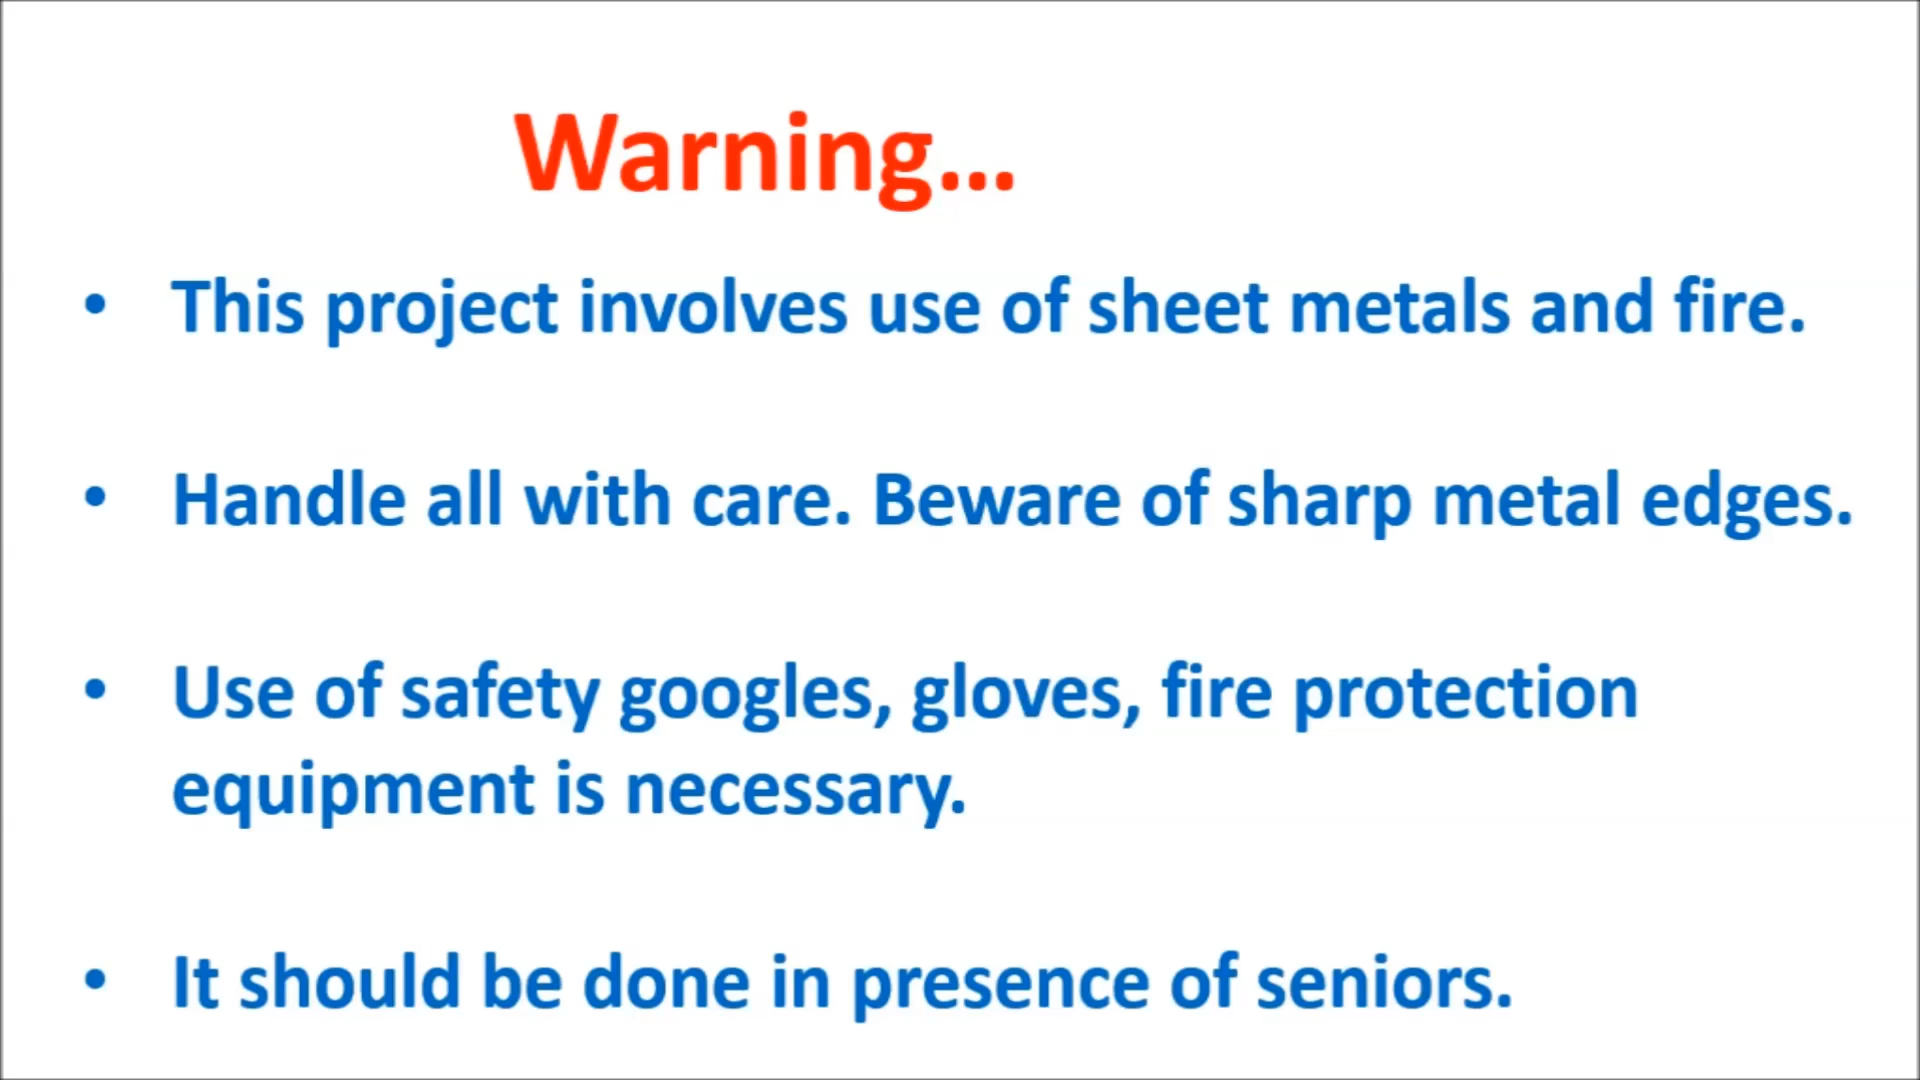 Warning...
• This project involves use of sheet metals and fire.
• Handle all with care. Beware of sharp metal edges.
• Use of safety googles, gloves, fire protection
equipment is necessary.
• It should be done in presence of seniors.